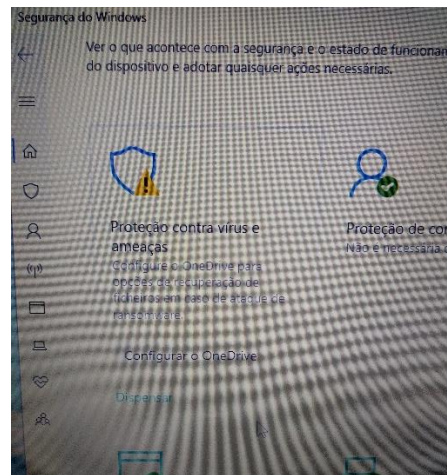 Segurança do Windows
Ver o que acontece com a segurança e o estado de funcionam
do dispositivo e adotar quaisquer ações necessárias.
Proteção contra vírus e
ameaças
Configure o OneDrive para
opções de recuperação de
ficheiros em caso de ataque de
ransomware.
Configurar o OneDrive
Dispensar
Proteção de con
Não é necessária a